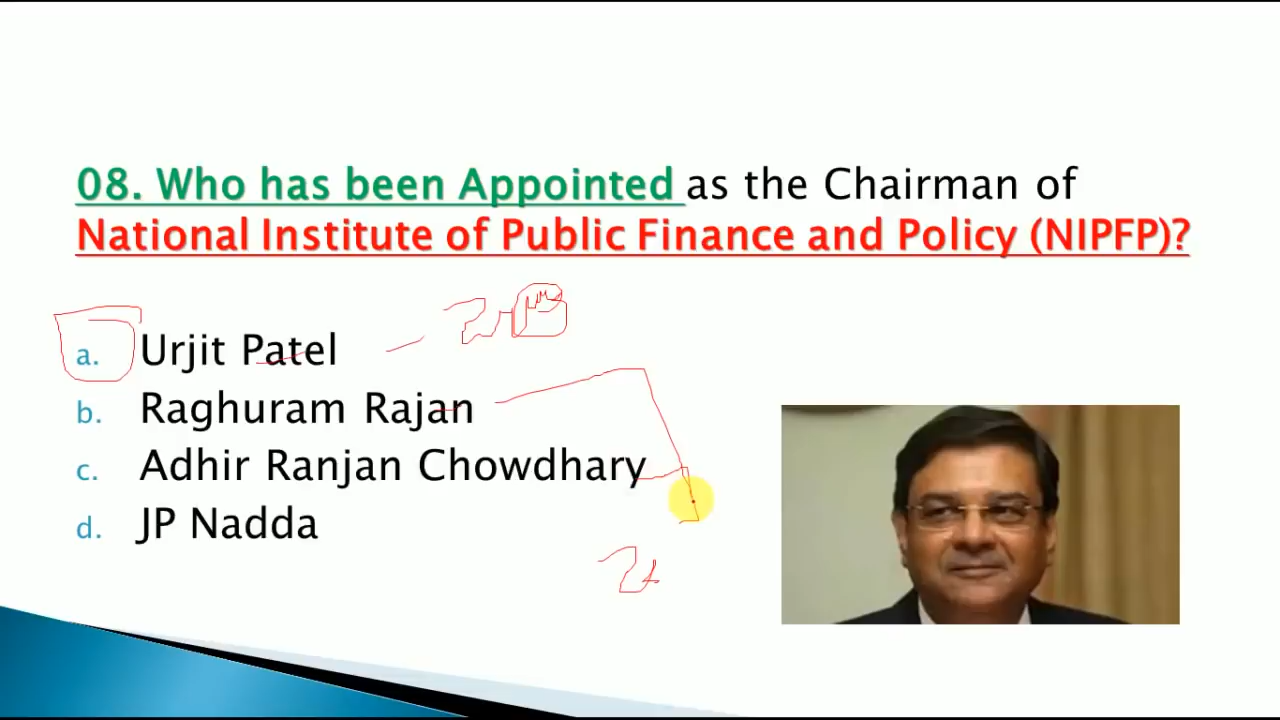 08. Who has been Appointed as the Chairman of
National Institute of Public Finance and Policy (NIPFP)?
a. Urjit Patel
b. Raghuram Rajan
c. Adhir Ranjan Chowdhary
d. JP Nadda